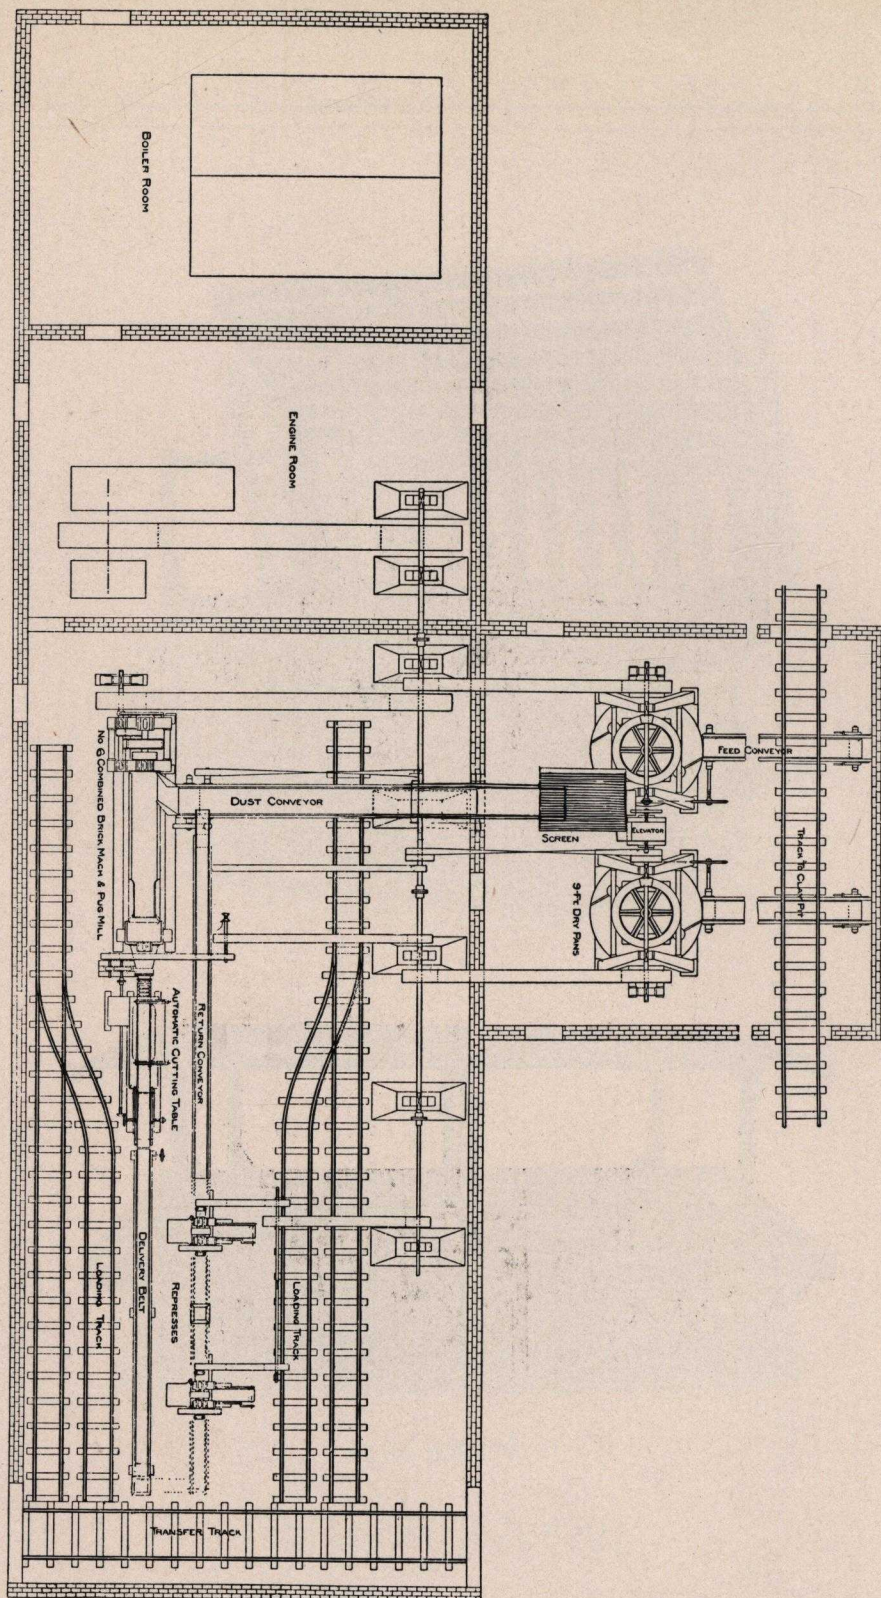 BOILER ROOM
ENGINE ROOM
FEED CONVEYOR
DUST CONVEYOR
ELEVATOR
SCREEN
TRACK TO CLAY PIT
9-FT. DRY PANS
NO 6 COMBINED BRICK MACH & PUG MILL
AUTOMATIC CUTTING TABLE
RETURN CONVEYOR
DELIVERY BELT
REPRESSES
LOADING TRACK
LOADING TRACK
TRANSFER TRACK